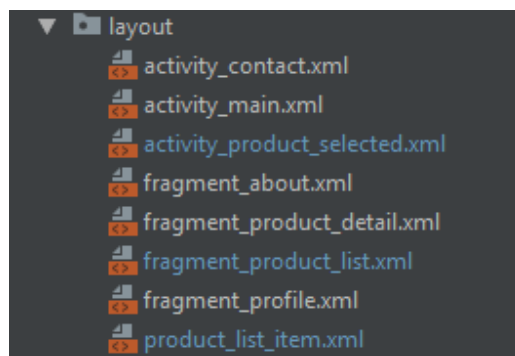 layout
activity_contact.xml
activity_main.xml
activity_product_selected.xml
fragment_about.xml
fragment_product_detail.xml
fragment_product_list.xml
fragment_profile.xml
product_list_item.xml